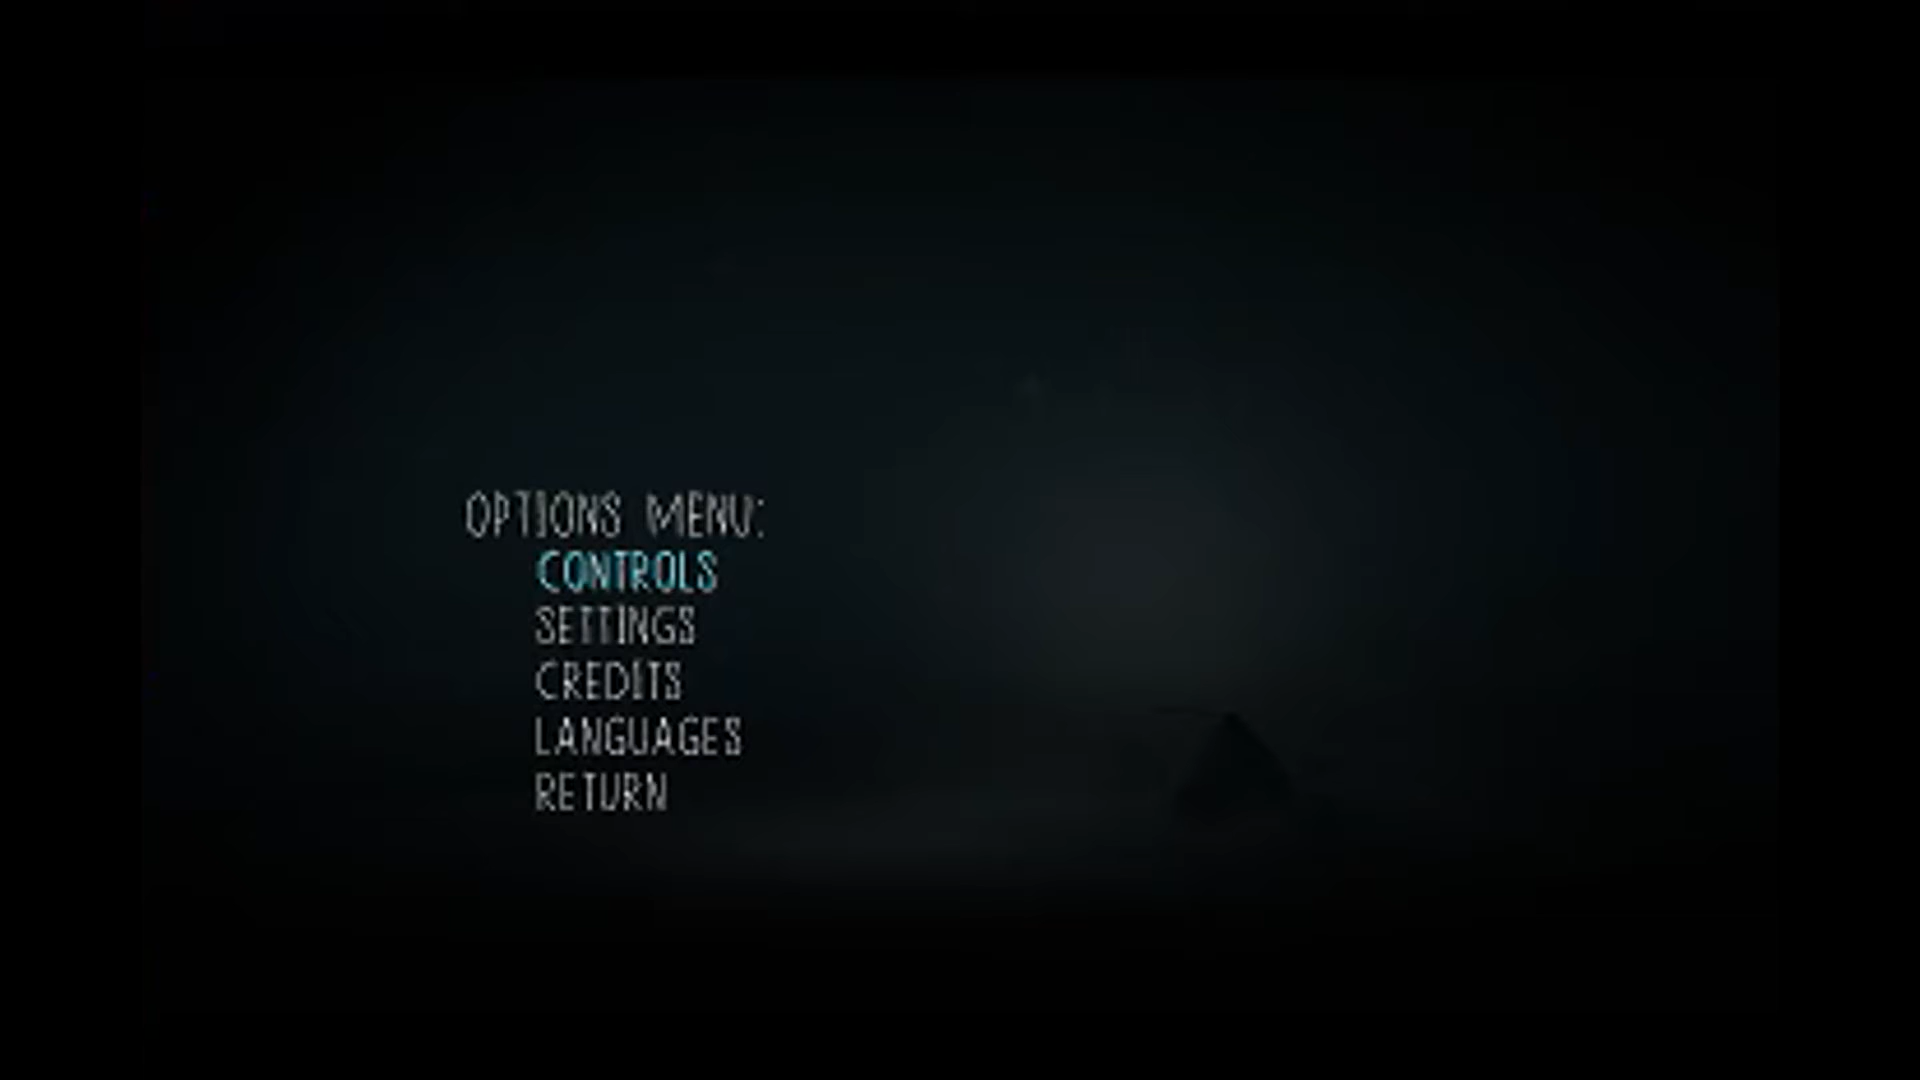 OPTIONS MENU:
CONTROLS
SETTINGS
CREDITS
LANGUAGES
RETURN